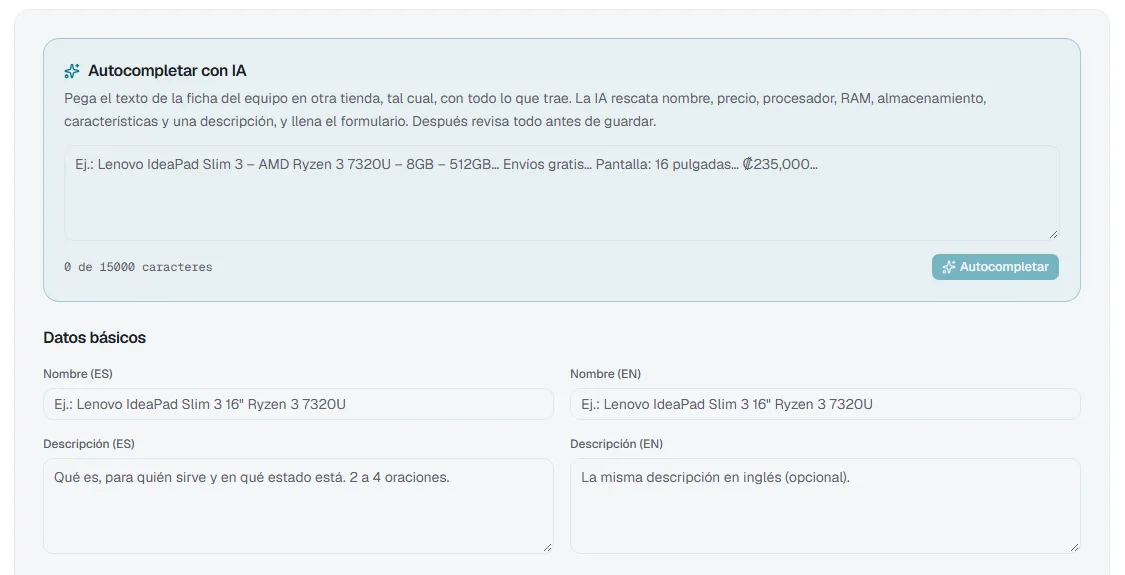 Autocompletar con IA
Pega el texto de la ficha del equipo en otra tienda, tal cual, con todo lo que trae. La IA rescata nombre, precio, procesador, RAM, almacenamiento,
características y una descripción, y llena el formulario. Después revisa todo antes de guardar.
Ej.: Lenovo IdeaPad Slim 3 – AMD Ryzen 3 7320U – 8GB – 512GB... Envíos gratis... Pantalla: 16 pulgadas... ₡235,000...
0 de 15000 caracteres
Autocompletar
Datos básicos
Nombre (ES)
Nombre (EN)
Ej.: Lenovo IdeaPad Slim 3 16" Ryzen 3 7320U
Ej.: Lenovo IdeaPad Slim 3 16" Ryzen 3 7320U
Descripción (ES)
Descripción (EN)
Qué es, para quién sirve y en qué estado está. 2 a 4 oraciones.
La misma descripción en inglés (opcional).